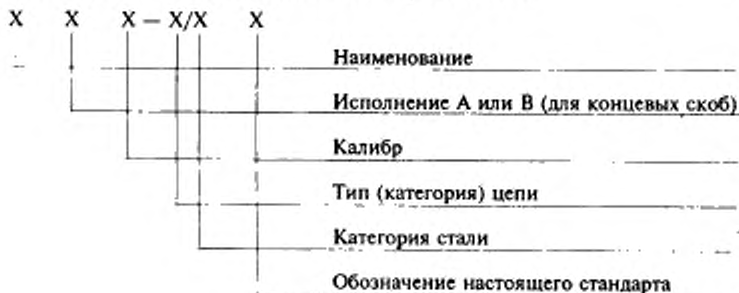 X X X – X/X X
Наименование
Исполнение А или В (для концевых скоб)
Калибр
Тип (категория) цепи
Категория стали
Обозначение настоящего стандарта